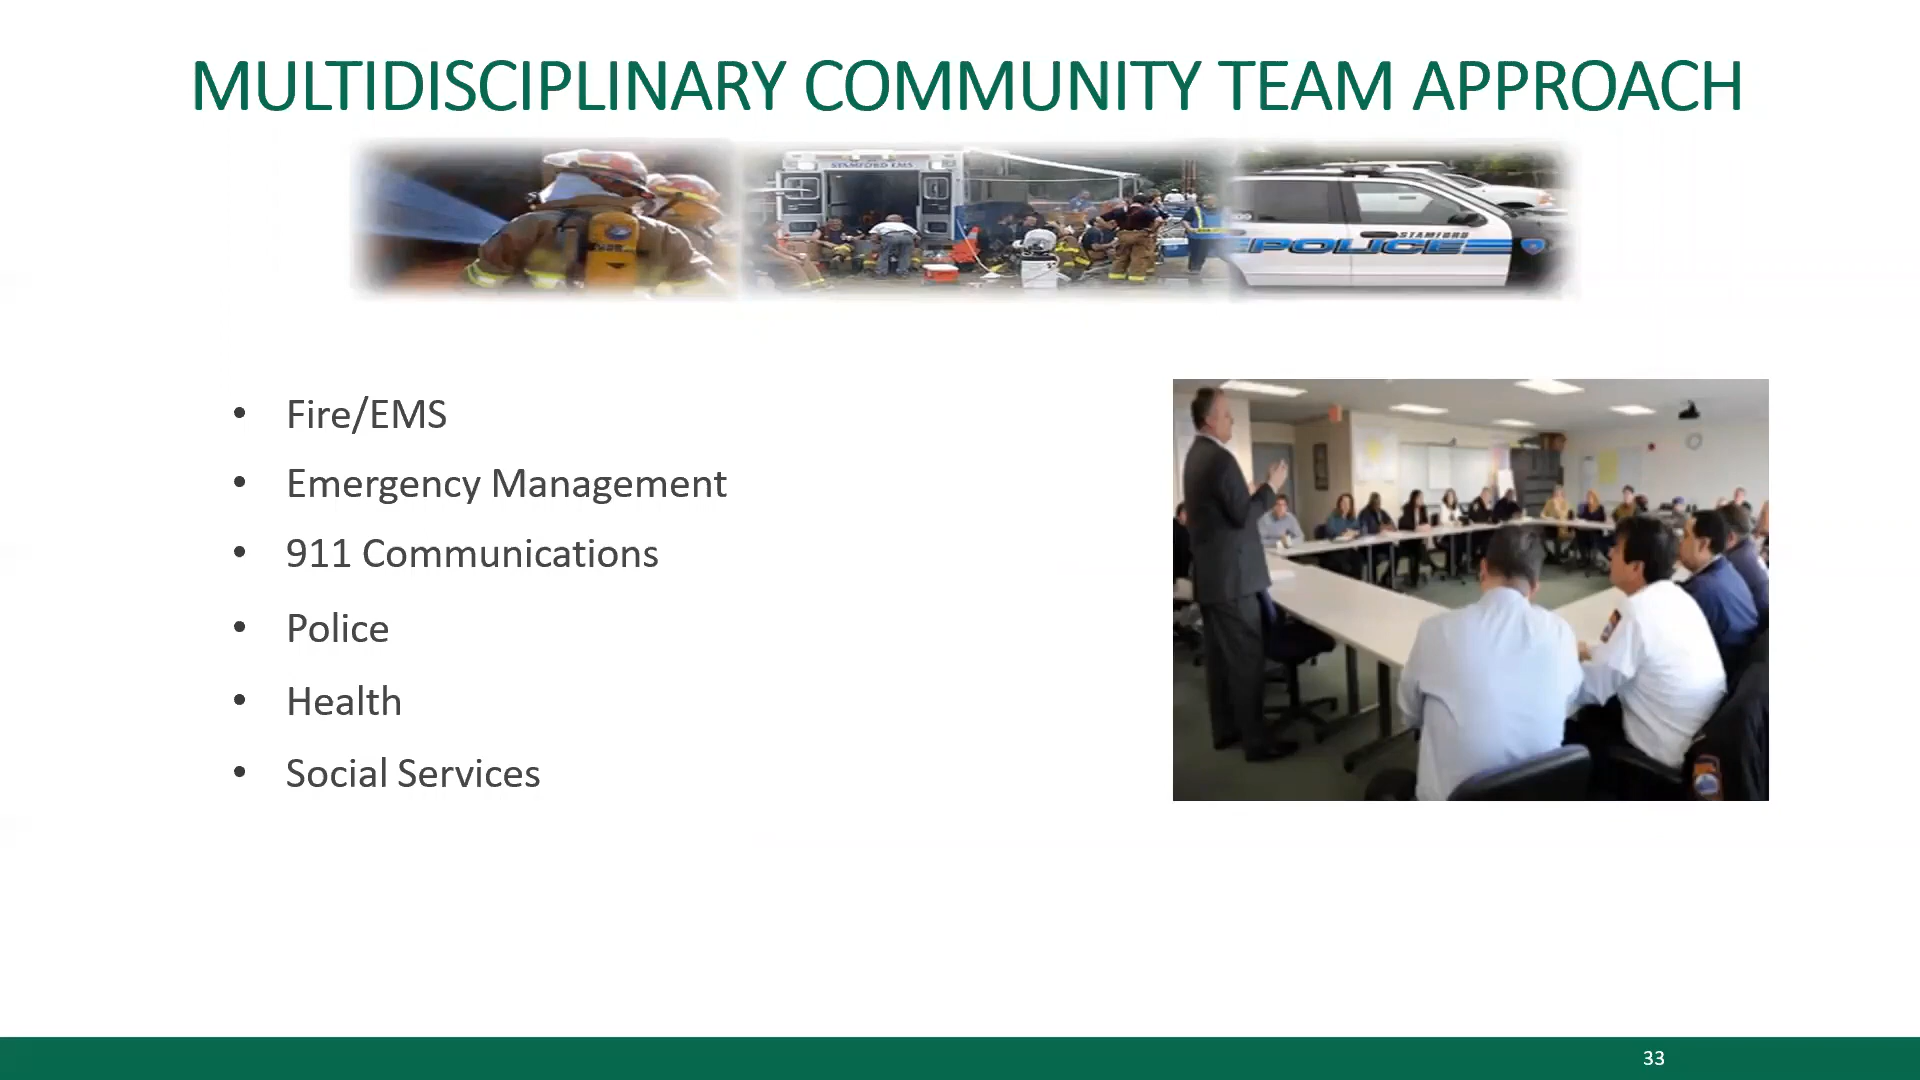 MULTIDISCIPLINARY COMMUNITY TEAM APPROACH
STAMFORD EMS
STAMFORD
POLICE
• Fire/EMS
• Emergency Management
• 911 Communications
• Police
• Health
• Social Services
33